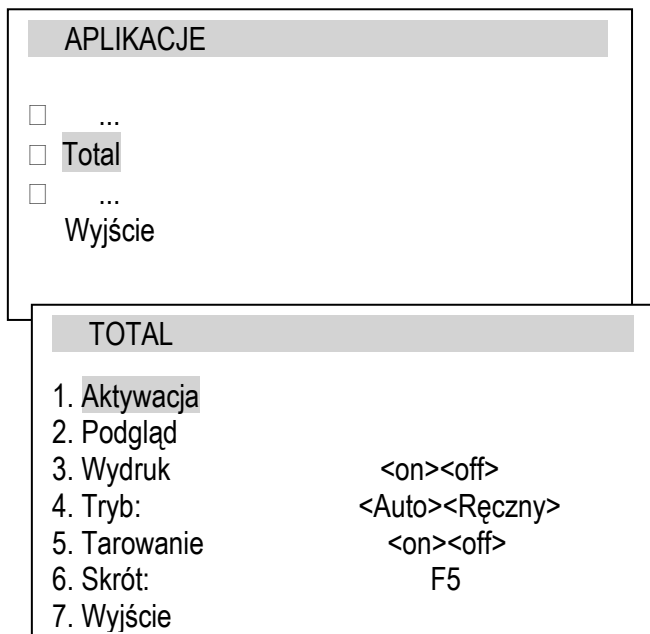 APLIKACJE
...
Total
...
Wyjście
TOTAL
1. Aktywacja
2. Podgląd
3. Wydruk <on><off>
4. Tryb: <Auto><Ręczny>
5. Tarowanie <on><off>
6. Skrót: F5
7. Wyjście